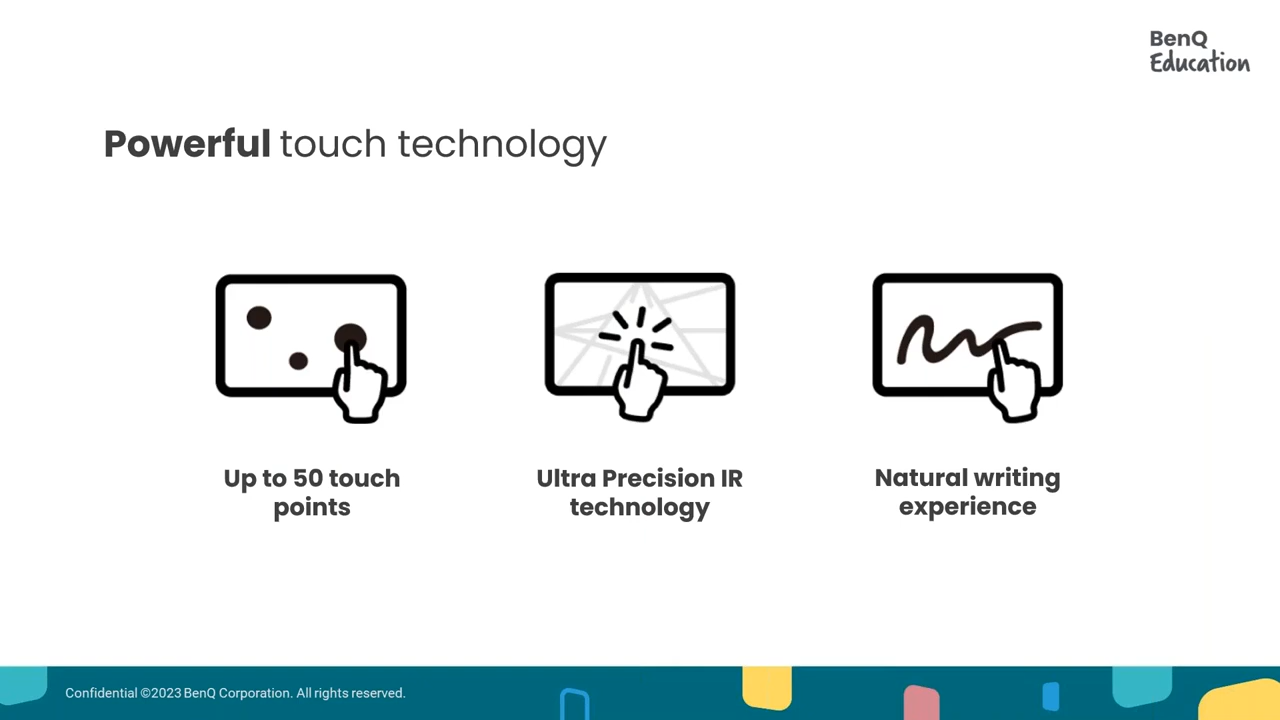 BenQ
Education
Powerful touch technology
Up to 50 touch
points
Ultra Precision IR
technology
Natural writing
experience
Confidential ©2023 BenQ Corporation. All rights reserved.